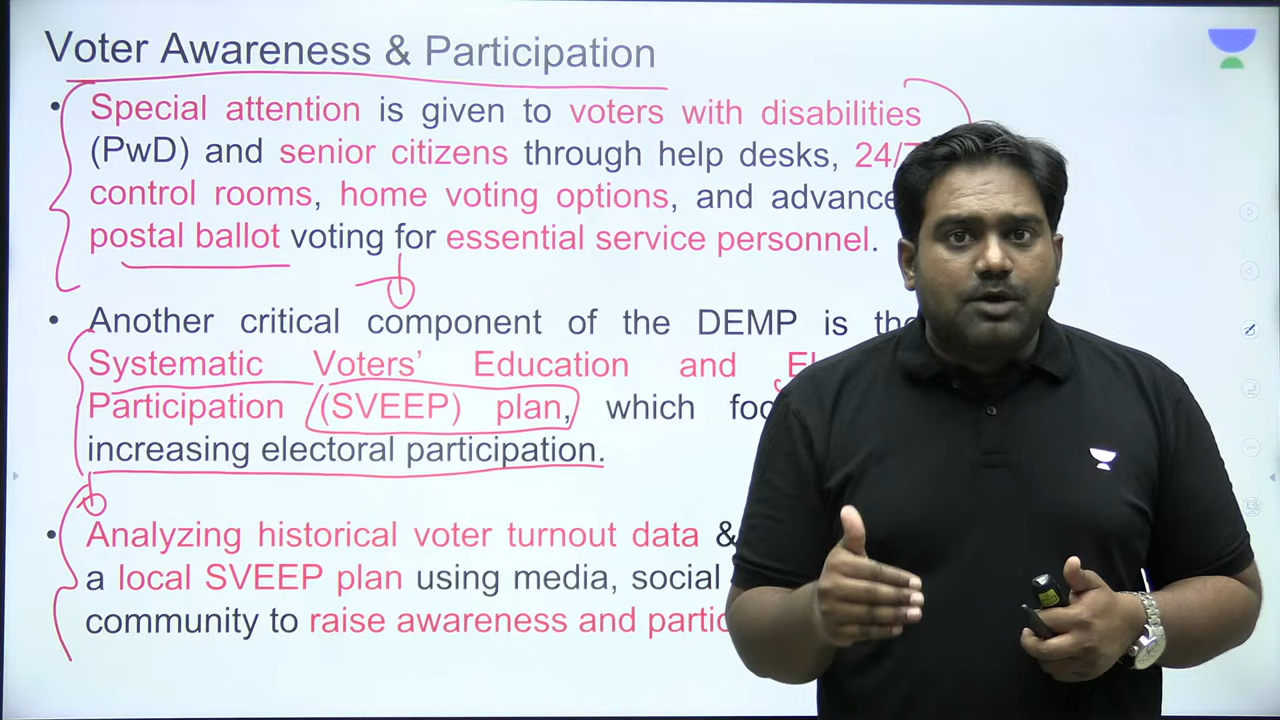 Voter Awareness & Participation
• Special attention is given to voters with disabilities
(PwD) and senior citizens through help desks, 24/7
control rooms, home voting options, and advance
postal ballot voting for essential service personnel.
• Another critical component of the DEMP is the
Systematic Voters' Education and
Participation (SVEEP) plan, which
increasing electoral participation.
• Analyzing historical voter turnout data &
a local SVEEP plan using media, social
community to raise awareness and